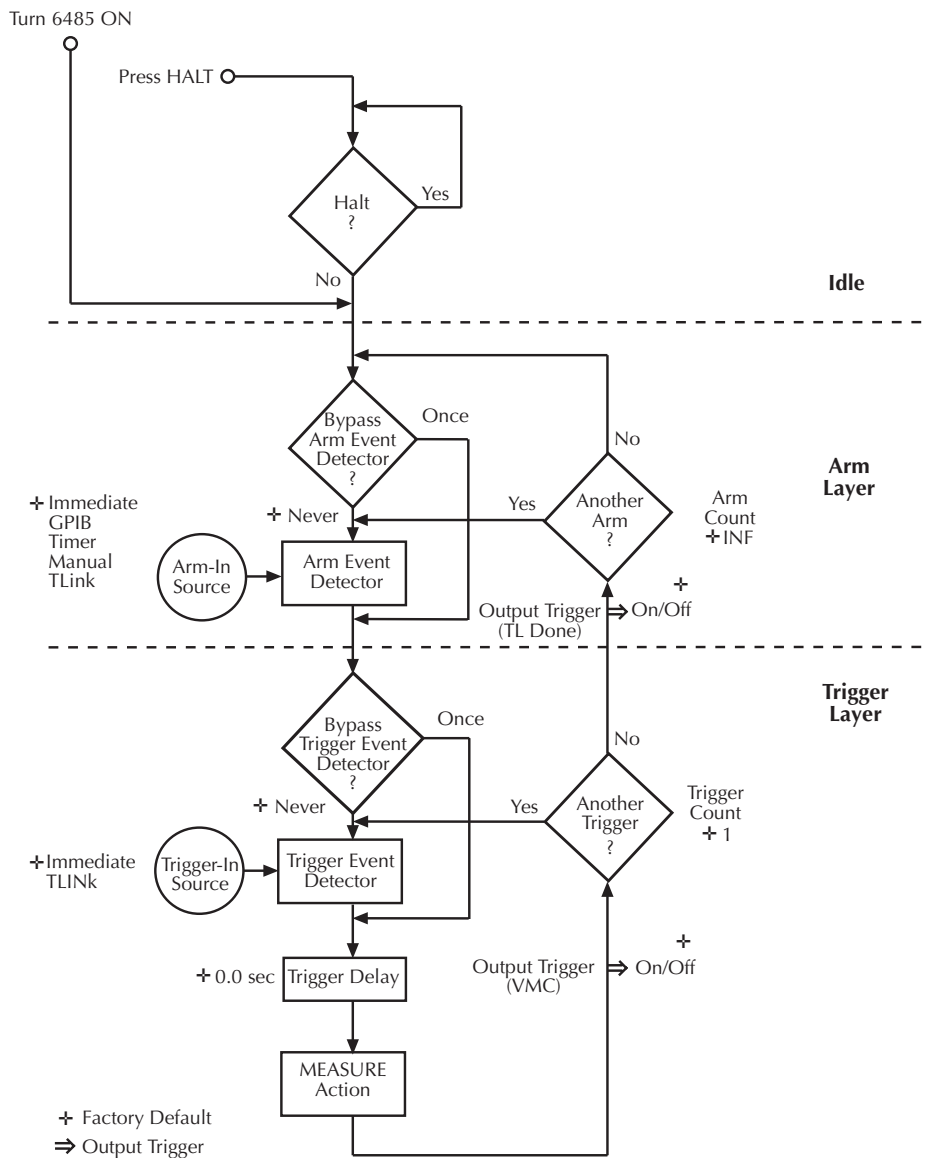 Turn 6485 ON
Press HALT
Halt
?
Yes
No
Idle
Bypass
Arm Event
Detector
?
Once
No
Arm
Layer
✛ Immediate
GPIB
Timer
Manual
TLink
✛ Never
Yes
Another
Arm
?
Arm
Count
✛ INF
Arm-In
Source
Arm Event
Detector
Output Trigger
(TL Done)
⇒
✛
On/Off
Trigger
Layer
Bypass
Trigger Event
Detector
?
Once
No
✛ Never
Yes
Another
Trigger
?
Trigger
Count
✛ 1
✛ Immediate
TLINk
Trigger-In
Source
Trigger Event
Detector
✛ 0.0 sec
Trigger Delay
Output Trigger
(VMC)
⇒
✛
On/Off
MEASURE
Action
✛ Factory Default
⇒ Output Trigger